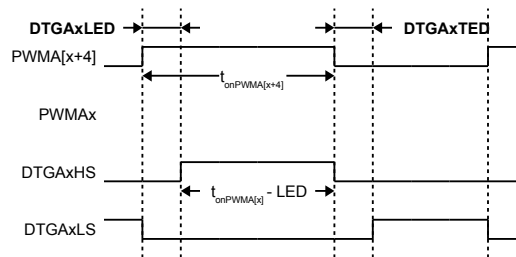 DTGAxLED DTGAxTED
PWMA[x+4]
tonPWMA[x+4]
PWMAx
DTGAxHS
tonPWMA[x] - LED
DTGAxLS